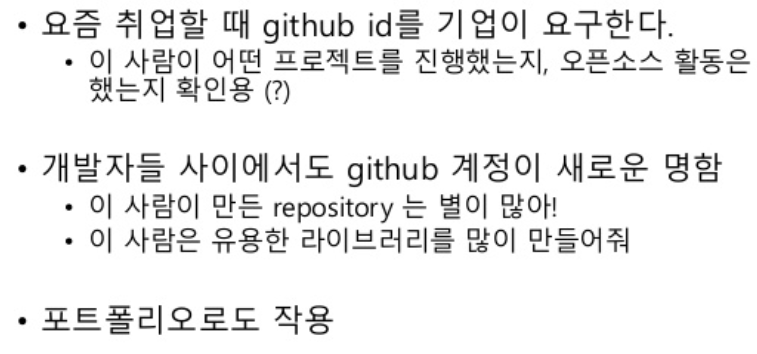 • 요즘 취업할 때 github id를 기업이 요구한다.
• 이 사람이 어떤 프로젝트를 진행했는지, 오픈소스 활동은
했는지 확인용 (?)
• 개발자들 사이에서도 github 계정이 새로운 명함
• 이 사람이 만든 repository 는 별이 많아!
• 이 사람은 유용한 라이브러리를 많이 만들어줘
• 포트폴리오로도 작용